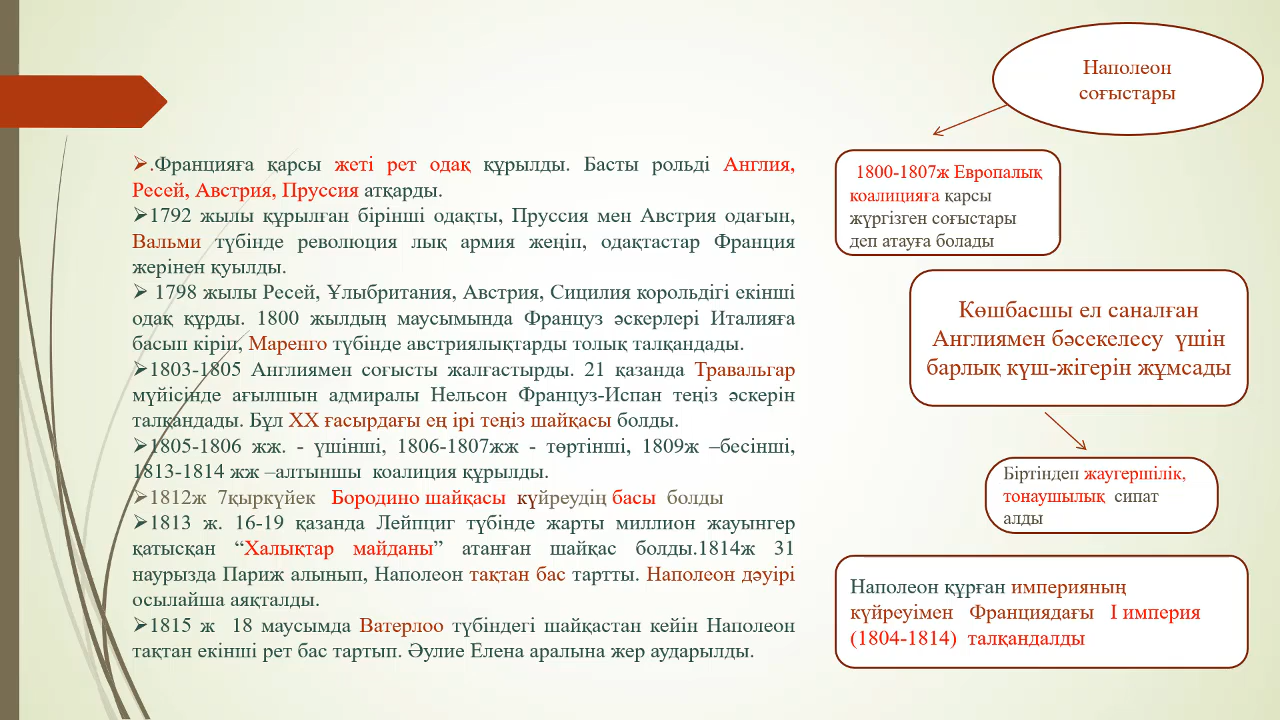 ➢.Францияға қарсы жеті рет одақ құрылды. Басты рольді Англия,
Ресей, Австрия, Пруссия атқарды.
➢1792 жылы құрылған бірінші одақты, Пруссия мен Австрия одағын,
Вальми түбінде революция лық армия жеңіп, одақтастар Франция
жерінен қуылды.
➢ 1798 жылы Ресей, Ұлыбритания, Австрия, Сицилия корольдігі екінші
одақ құрды. 1800 жылдың маусымында Француз әскерлері Италияға
басып кіріп, Маренго түбінде австриялықтарды толық талқандады.
➢1803-1805 Англиямен соғысты жалғастырды. 21 қазанда Травальгар
мүйісінде ағылшын адмиралы Нельсон Француз-Испан теңіз әскерін
талқандады. Бұл ХХ ғасырдағы ең ірі теңіз шайқасы болды.
➢1805-1806 жж. - үшінші, 1806-1807жж - төртінші, 1809ж –бесінші,
1813-1814 жж –алтыншы коалиция құрылды.
➢1812ж 7қыркүйек Бородино шайқасы күйреудің басы болды
➢1813 ж. 16-19 қазанда Лейпциг түбінде жарты миллион жауынгер
қатысқан “Халықтар майданы” атанған шайқас болды.1814ж 31
наурызда Париж алынып, Наполеон тақтан бас тартты. Наполеон дәуірі
осылайша аяқталды.
➢1815 ж 18 маусымда Ватерлоо түбіндегі шайқастан кейін Наполеон
тақтан екінші рет бас тартып. Әулие Елена аралына жер аударылды.
Наполеон
соғыстары
1800-1807ж Европалық
коалицияға қарсы
жүргізген соғыстары
деп атауға болады
Көшбасшы ел саналған
Англиямен бәсекелесу үшін
барлық күш-жігерін жұмсады
Біртіндеп жаугершілік,
тонаушылық сипат
алды
Наполеон құрған империяның
күйреуімен Франциядағы I империя
(1804-1814) талқандалды